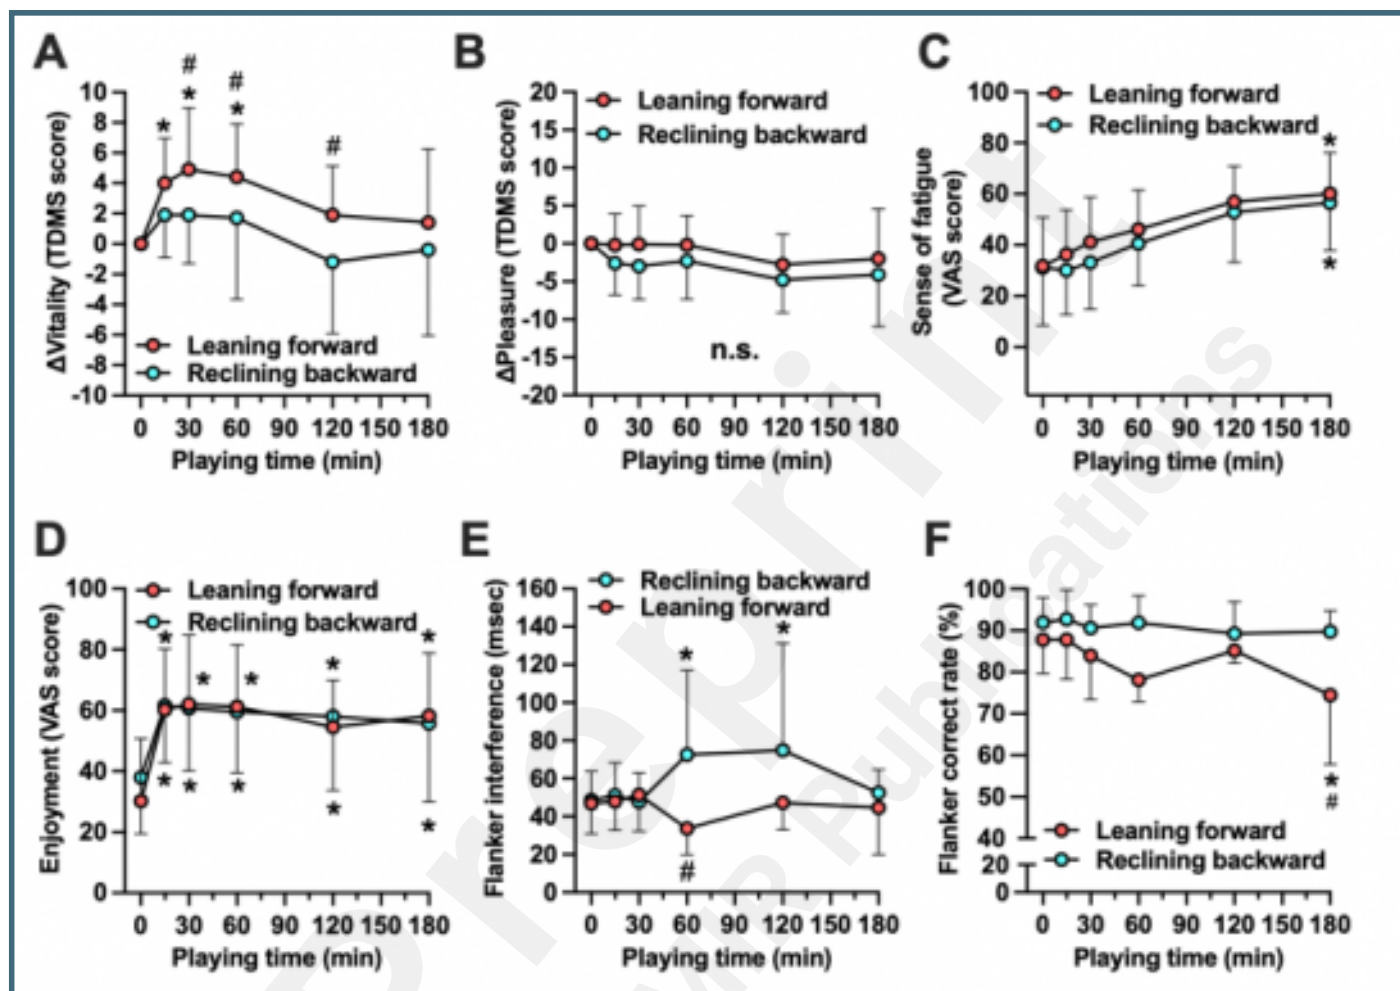 A
# # #
* * *
10
8
6
4
2
0
-2
-4
-6
-8
-10
ΔVitality (TDMS score)
Leaning forward
Reclining backward
0 30 60 90 120 150 180
Playing time (min)
B
20
15
10
5
0
-5
-10
-15
-20
ΔPleasure (TDMS score)
Leaning forward
Reclining backward
n.s.
0 30 60 90 120 150 180
Playing time (min)
C
100
80
60
40
20
0
Sense of fatigue
(VAS score)
Leaning forward
Reclining backward
*
*
0 30 60 90 120 150 180
Playing time (min)
D
100
80
60
40
20
0
Enjoyment (VAS score)
Leaning forward
Reclining backward
* * * * *
* * * * *
0 30 60 90 120 150 180
Playing time (min)
E
160
140
120
100
80
60
40
20
0
Flanker interference (msec)
Reclining backward
Leaning forward
* *
#
0 30 60 90 120 150 180
Playing time (min)
F
100
90
80
70
60
50
40
20
0
Flanker correct rate (%)
*
#
Leaning forward
Reclining backward
0 30 60 90 120 150 180
Playing time (min)
Preprint
JMIR Publications